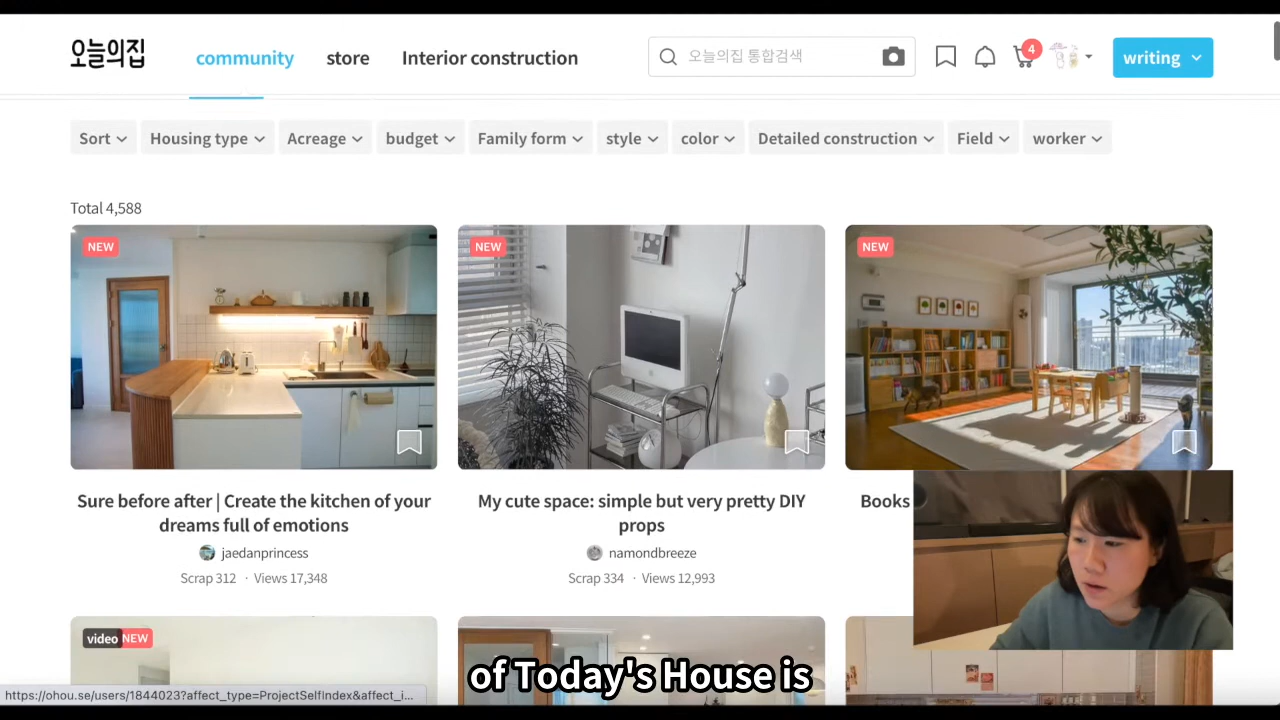 오늘의집
community
store
Interior construction
오늘의집 통합검색
4
writing
Sort
Housing type
Acreage
budget
Family form
style
color
Detailed construction
Field
worker
Total 4,588
NEW
NEW
NEW
Sure before after | Create the kitchen of your
dreams full of emotions
jaedanprincess
Scrap 312 · Views 17,348
My cute space: simple but very pretty DIY
props
namondbreeze
Scrap 334 · Views 12,993
Books
video NEW
of Today's House is
https://ohou.se/users/1844023?affect_type=ProjectSelfIndex&affect_i...